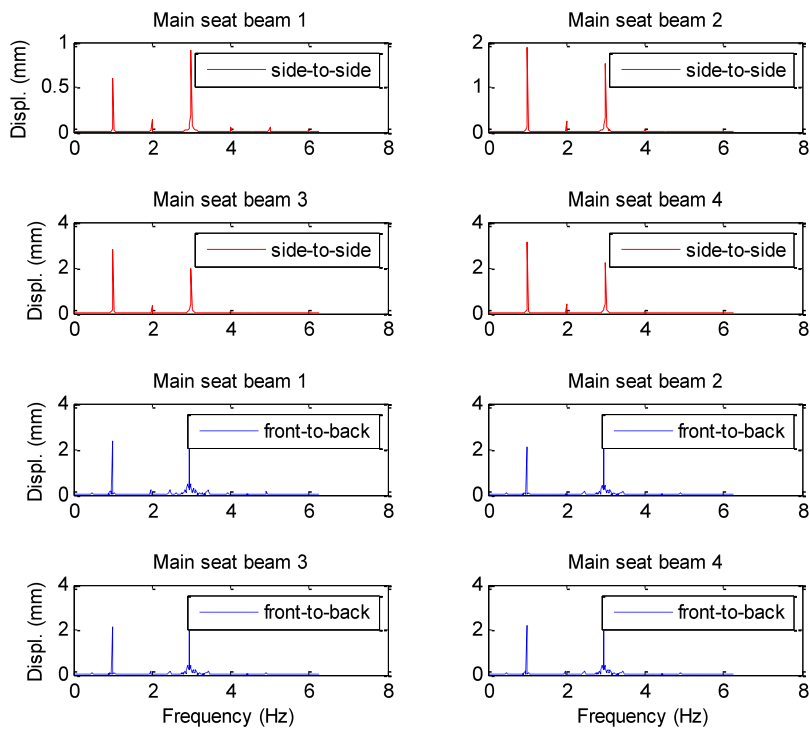 Main seat beam 1 Main seat beam 2
1 2
Displ. (mm) 0.5 side-to-side 1 side-to-side
0 0
0 2 4 6 8 0 2 4 6 8
Main seat beam 3 Main seat beam 4
4 4
Displ. (mm) 2 side-to-side 2 side-to-side
0 0
0 2 4 6 8 0 2 4 6 8
Main seat beam 1 Main seat beam 2
4 4
Displ. (mm) 2 front-to-back 2 front-to-back
0 0
0 2 4 6 8 0 2 4 6 8
Main seat beam 3 Main seat beam 4
4 4
Displ. (mm) 2 front-to-back 2 front-to-back
0 0
0 2 4 6 8 0 2 4 6 8
Frequency (Hz) Frequency (Hz)